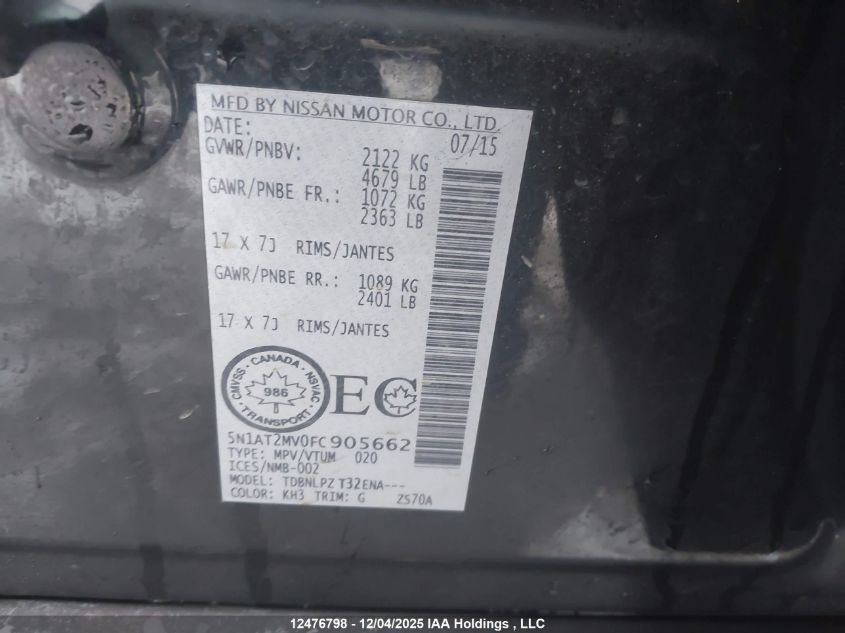 MFD BY NISSAN MOTOR CO., LTD.
DATE: 07/15
GVWR/PNBV: 2122 KG
4679 LB
GAWR/PNBE FR.: 1072 KG
2363 LB
17 X 7J RIMS/JANTES
GAWR/PNBE RR.: 1089 KG
2401 LB
17 X 7J RIMS/JANTES
CMVSS · CANADA · NSVAC
986
TRANSPORT
EC
5N1AT2MV0FC905662
TYPE: MPV/VTUM 020
ICES/NMB-002
MODEL: TDBNLPZ T32ENA---
COLOR: KH3 TRIM: G 2S70A
12476798 - 12/04/2025 IAA Holdings , LLC